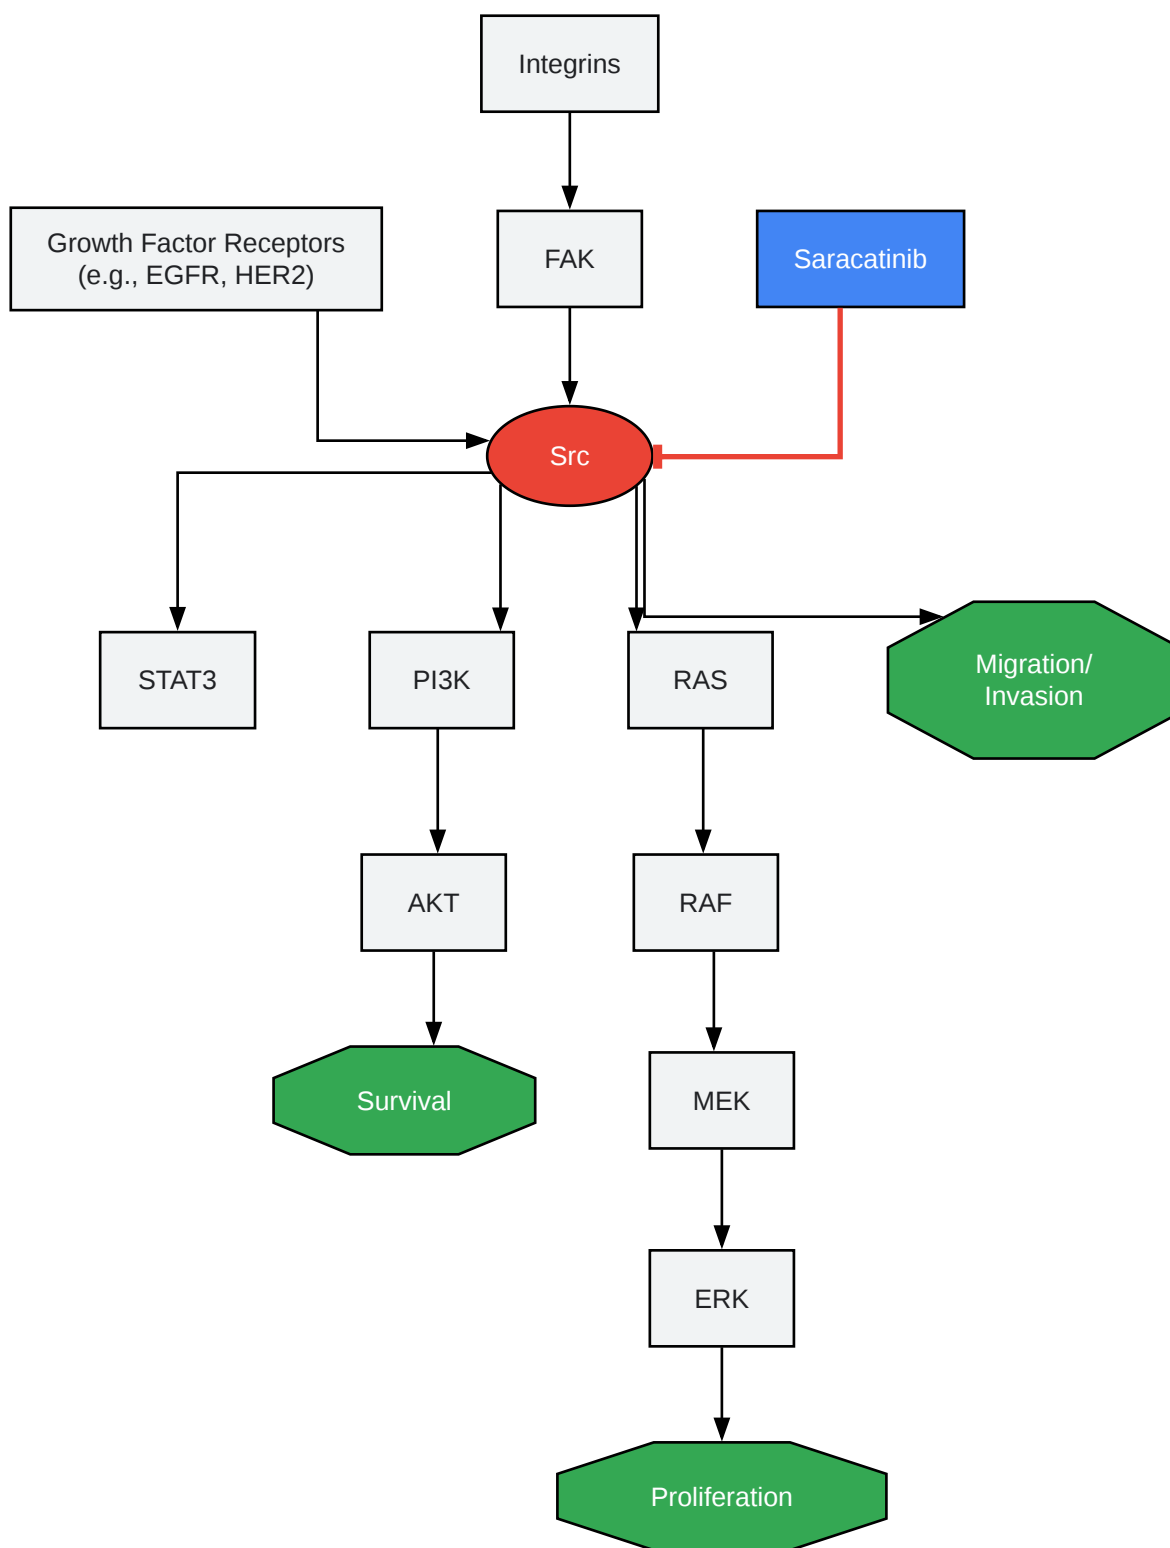 Integrins
Growth Factor Receptors
(e.g., EGFR, HER2)
FAK
Saracatinib
Src
STAT3
PI3K
RAS
Migration/
Invasion
AKT
RAF
Survival
MEK
ERK
Proliferation